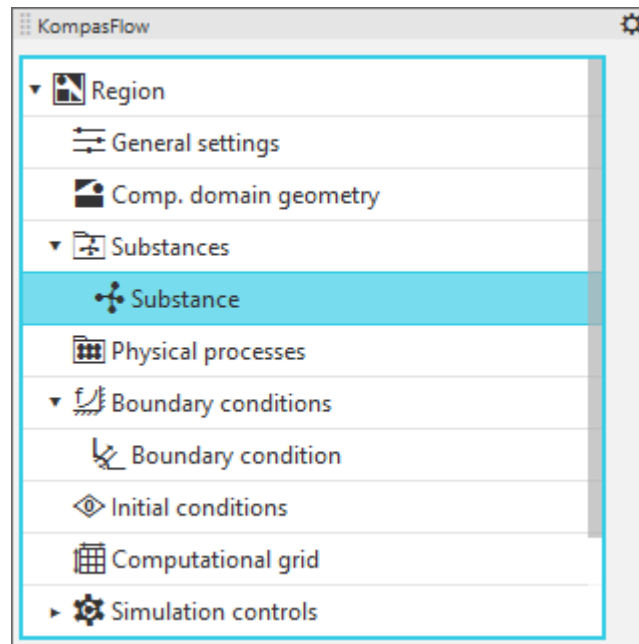 KompasFlow
Region
General settings
Comp. domain geometry
Substances
Substance
Physical processes
Boundary conditions
Boundary condition
Initial conditions
Computational grid
Simulation controls